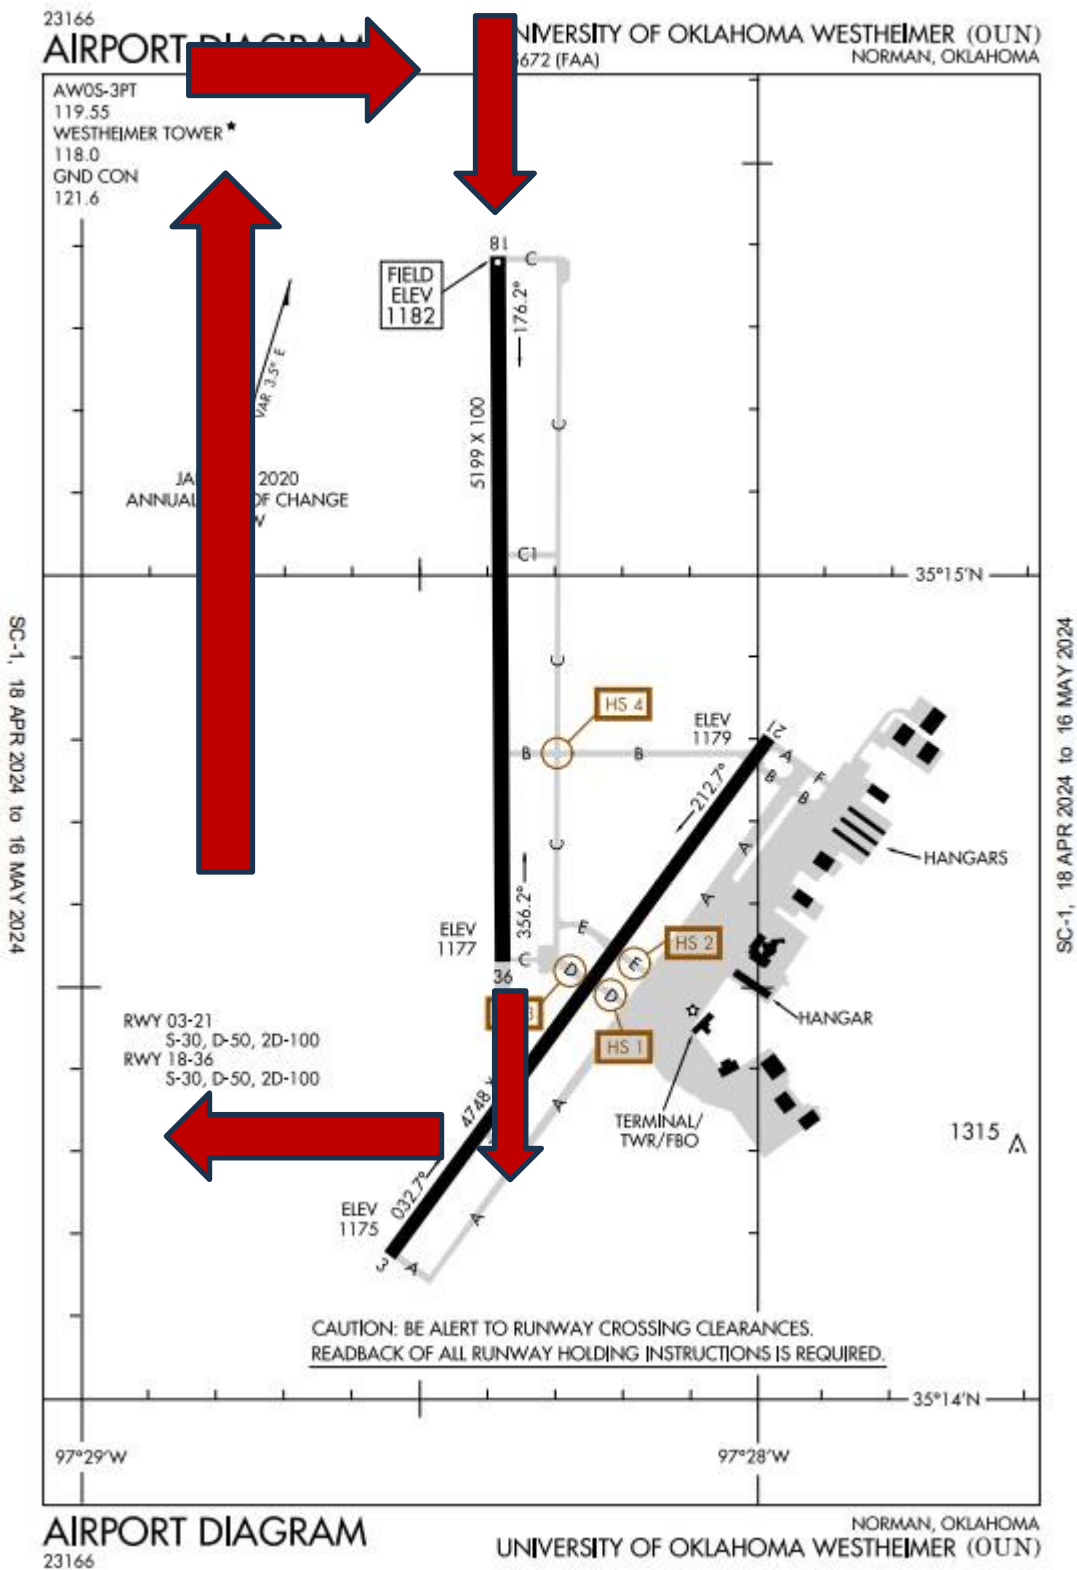 23166
AIRPORT DIAGRAM
UNIVERSITY OF OKLAHOMA WESTHEIMER (OUN)
5672 (FAA)
NORMAN, OKLAHOMA
AWOS-3PT
119.55
WESTHEIMER TOWER ★
118.0
GND CON
121.6
18
C
FIELD
ELEV
1182
176.2°
VAR 3.5° E
5199 X 100
C
2020
ANNUAL OF CHANGE
C1
35°15'N
C
HS 4
ELEV
1179
21
B
B
A
F
B
B
212.7°
C
A
HANGARS
356.2°
A
ELEV
1177
E
HS 2
C
D
E
36
D
HANGAR
HS 1
RWY 03-21
S-30, D-50, 2D-100
RWY 18-36
S-30, D-50, 2D-100
4748 X
A
TERMINAL/
TWR/FBO
1315
032.7°
ELEV
1175
A
3
A
CAUTION: BE ALERT TO RUNWAY CROSSING CLEARANCES.
READBACK OF ALL RUNWAY HOLDING INSTRUCTIONS IS REQUIRED.
35°14'N
97°29'W
97°28'W
SC-1, 18 APR 2024 to 16 MAY 2024
SC-1, 18 APR 2024 to 16 MAY 2024
AIRPORT DIAGRAM
23166
NORMAN, OKLAHOMA
UNIVERSITY OF OKLAHOMA WESTHEIMER (OUN)